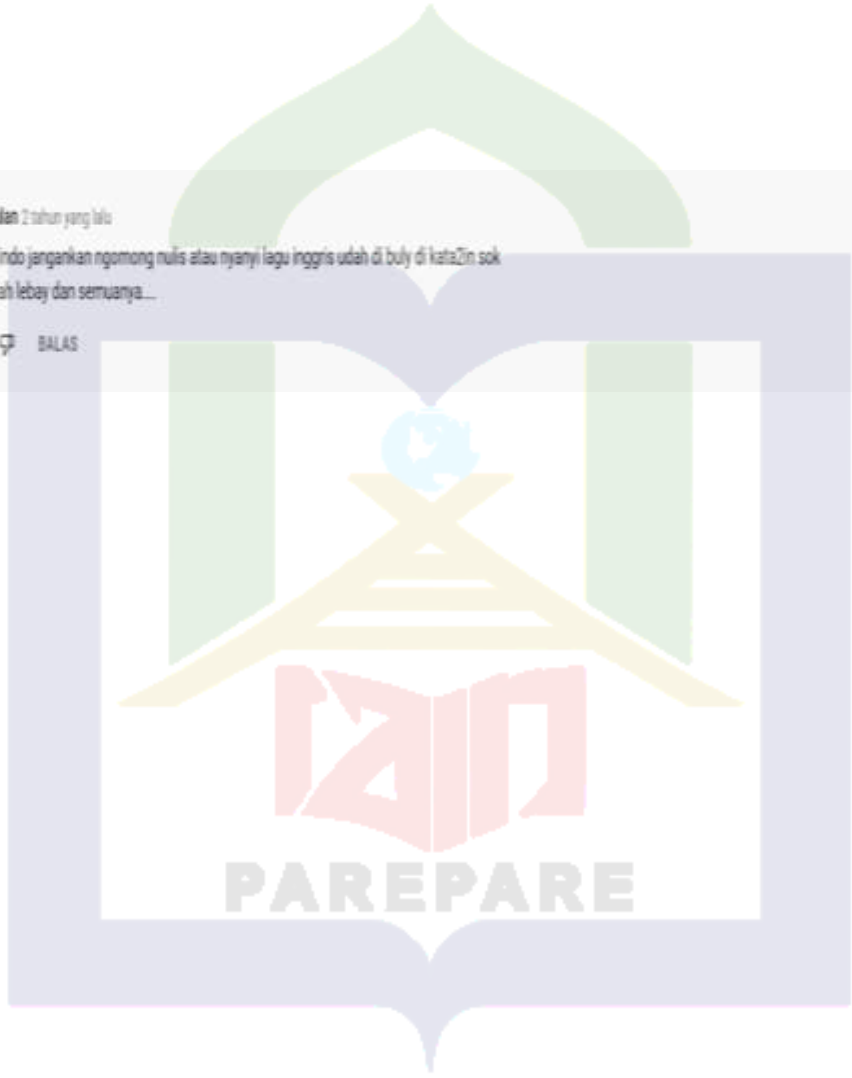 lan 2 tahun yang lalu
indo jangankan ngomong nulis atau nyanyi lagu inggris udah di buly di kata2in sok
ah lebay dan semuanya....
BALAS
iain
PAREPARE